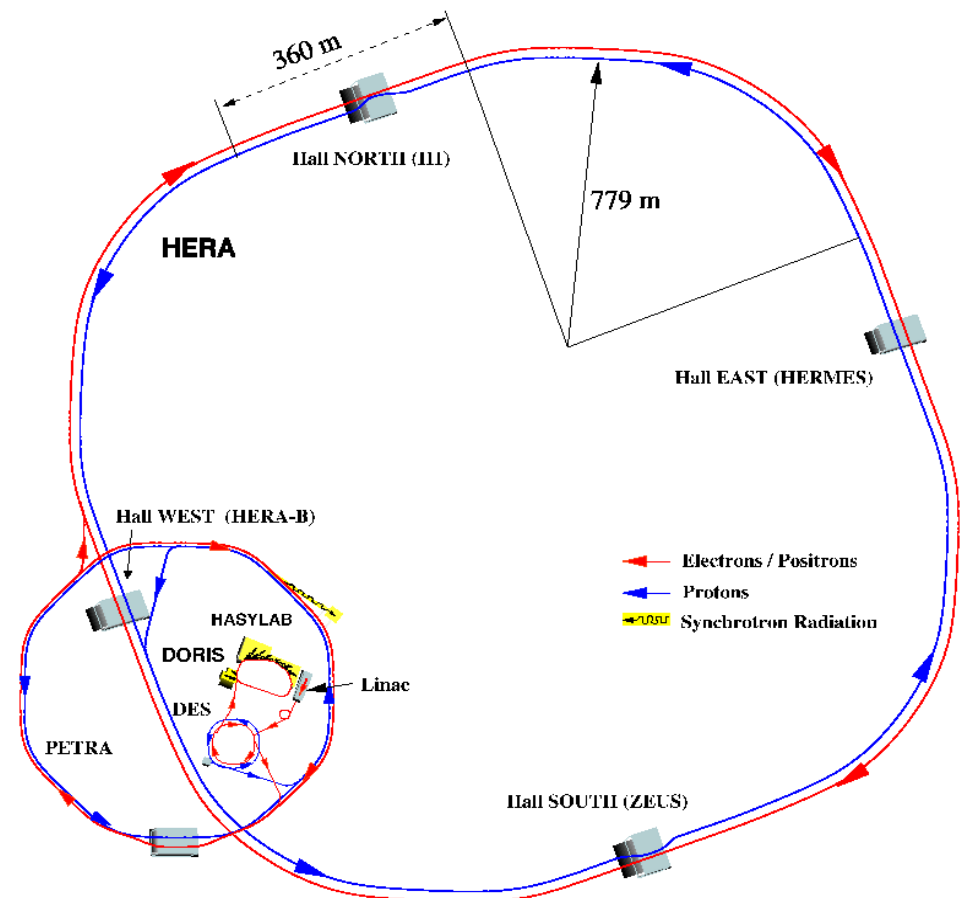 360 m
Hall NORTH (H1)
779 m
HERA
Hall EAST (HERMES)
Hall WEST (HERA-B)
Electrons / Positrons
Protons
Synchrotron Radiation
HASYLAB
DORIS
Linac
DES
PETRA
Hall SOUTH (ZEUS)